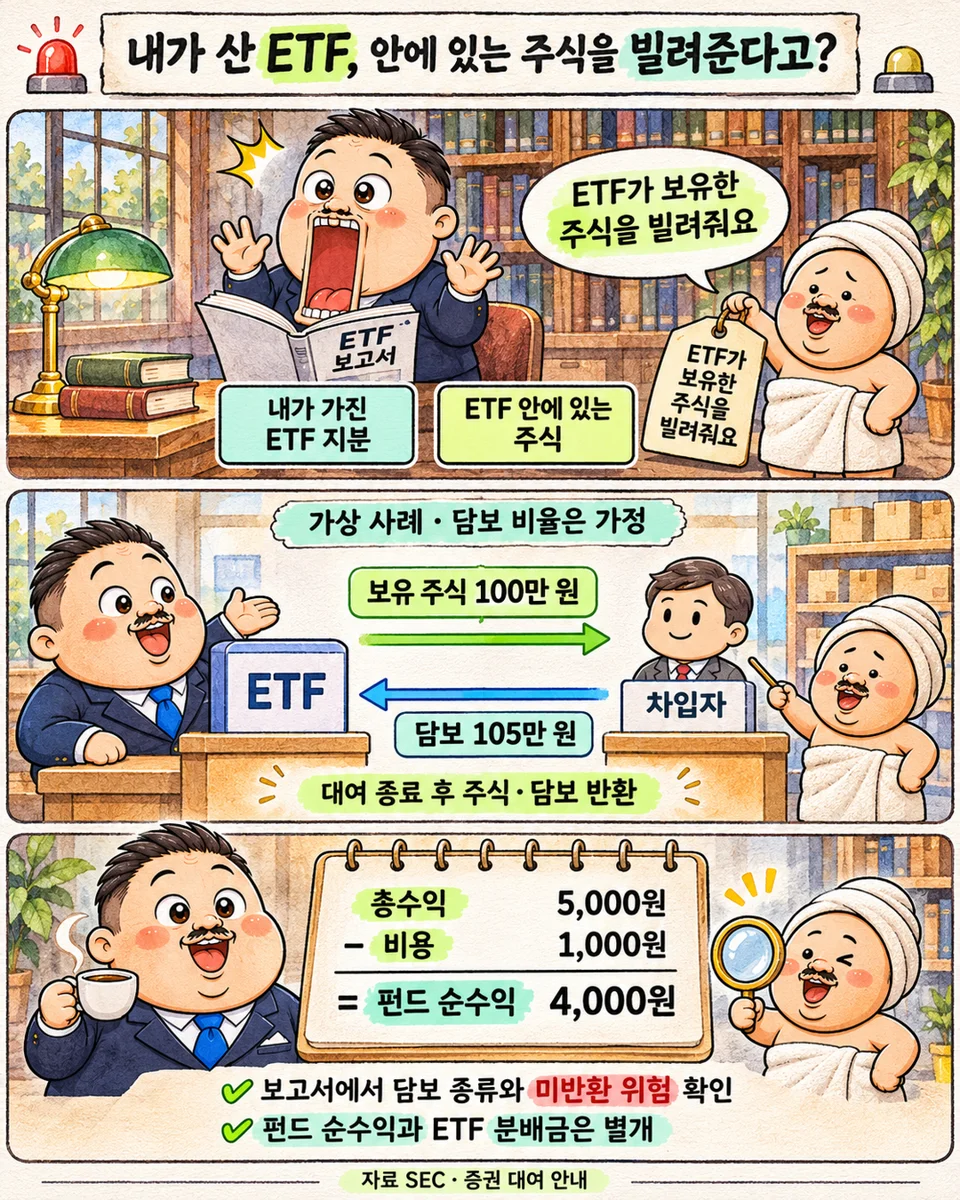 내가 산 ETF, 안에 있는 주식을 빌려준다고?
ETF가 보유한
주식을 빌려줘요
ETF
보고서
ETF가
보유한
주식을
빌려줘요
내가 가진
ETF 지분
ETF 안에 있는
주식
가상 사례 · 담보 비율은 가정
보유 주식 100만 원
ETF
차입자
담보 105만 원
대여 종료 후 주식 · 담보 반환
총수익 5,000원
– 비용 1,000원
= 펀드 순수익 4,000원
✓ 보고서에서 담보 종류와 미반환 위험 확인
✓ 펀드 순수익과 ETF 분배금은 별개
자료 SEC · 증권 대여 안내